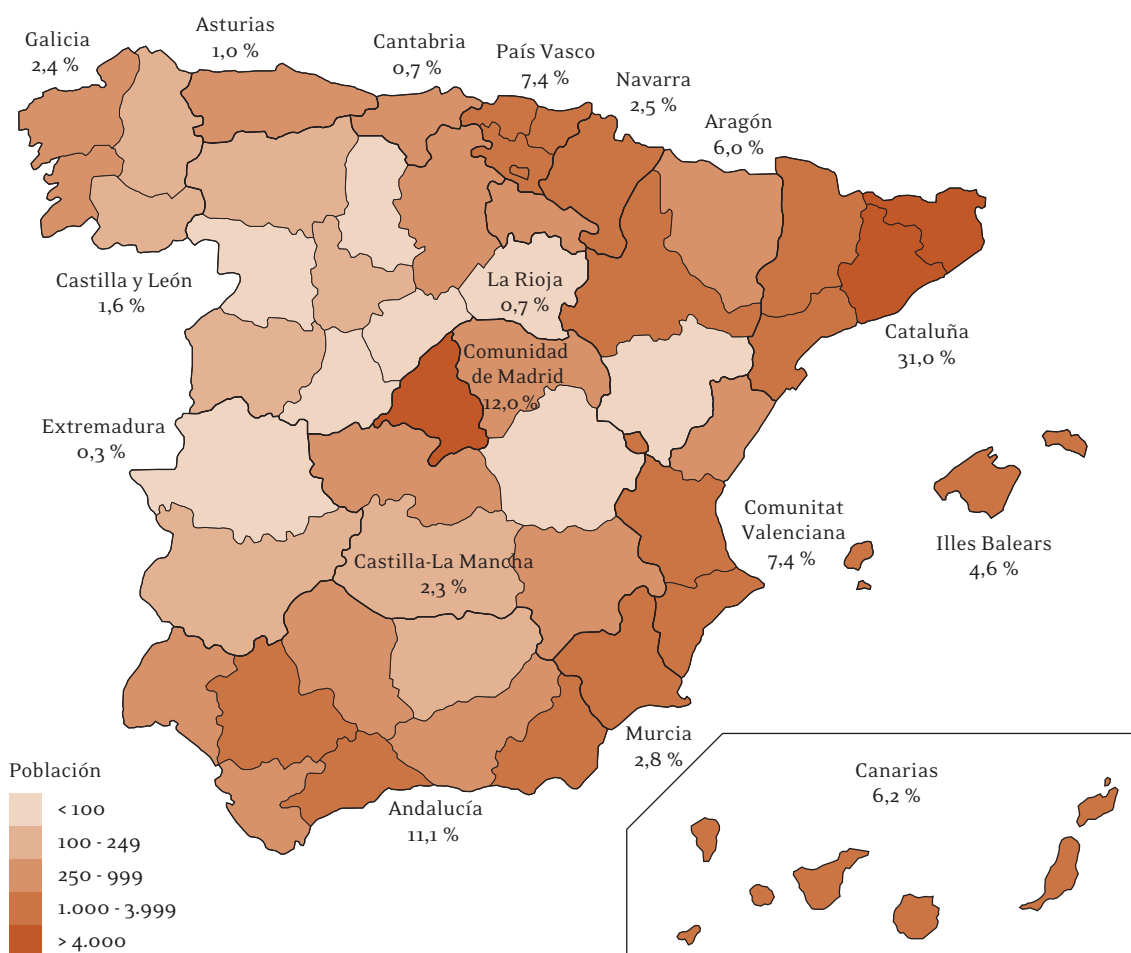 Galicia
2,4 %
Asturias
1,0 %
Cantabria
0,7 %
País Vasco
7,4 %
Navarra
2,5 %
Aragón
6,0 %
Castilla y León
1,6 %
La Rioja
0,7 %
Cataluña
31,0 %
Comunidad
de Madrid
12,0%
Extremadura
0,3 %
Comunitat
Valenciana
7,4 %
Illes Balears
4,6 %
Castilla-La Mancha
2,3 %
Murcia
2,8 %
Andalucía
11,1 %
Canarias
6,2 %
Población
< 100
100 - 249
250 - 999
1.000 - 3.999
> 4.000